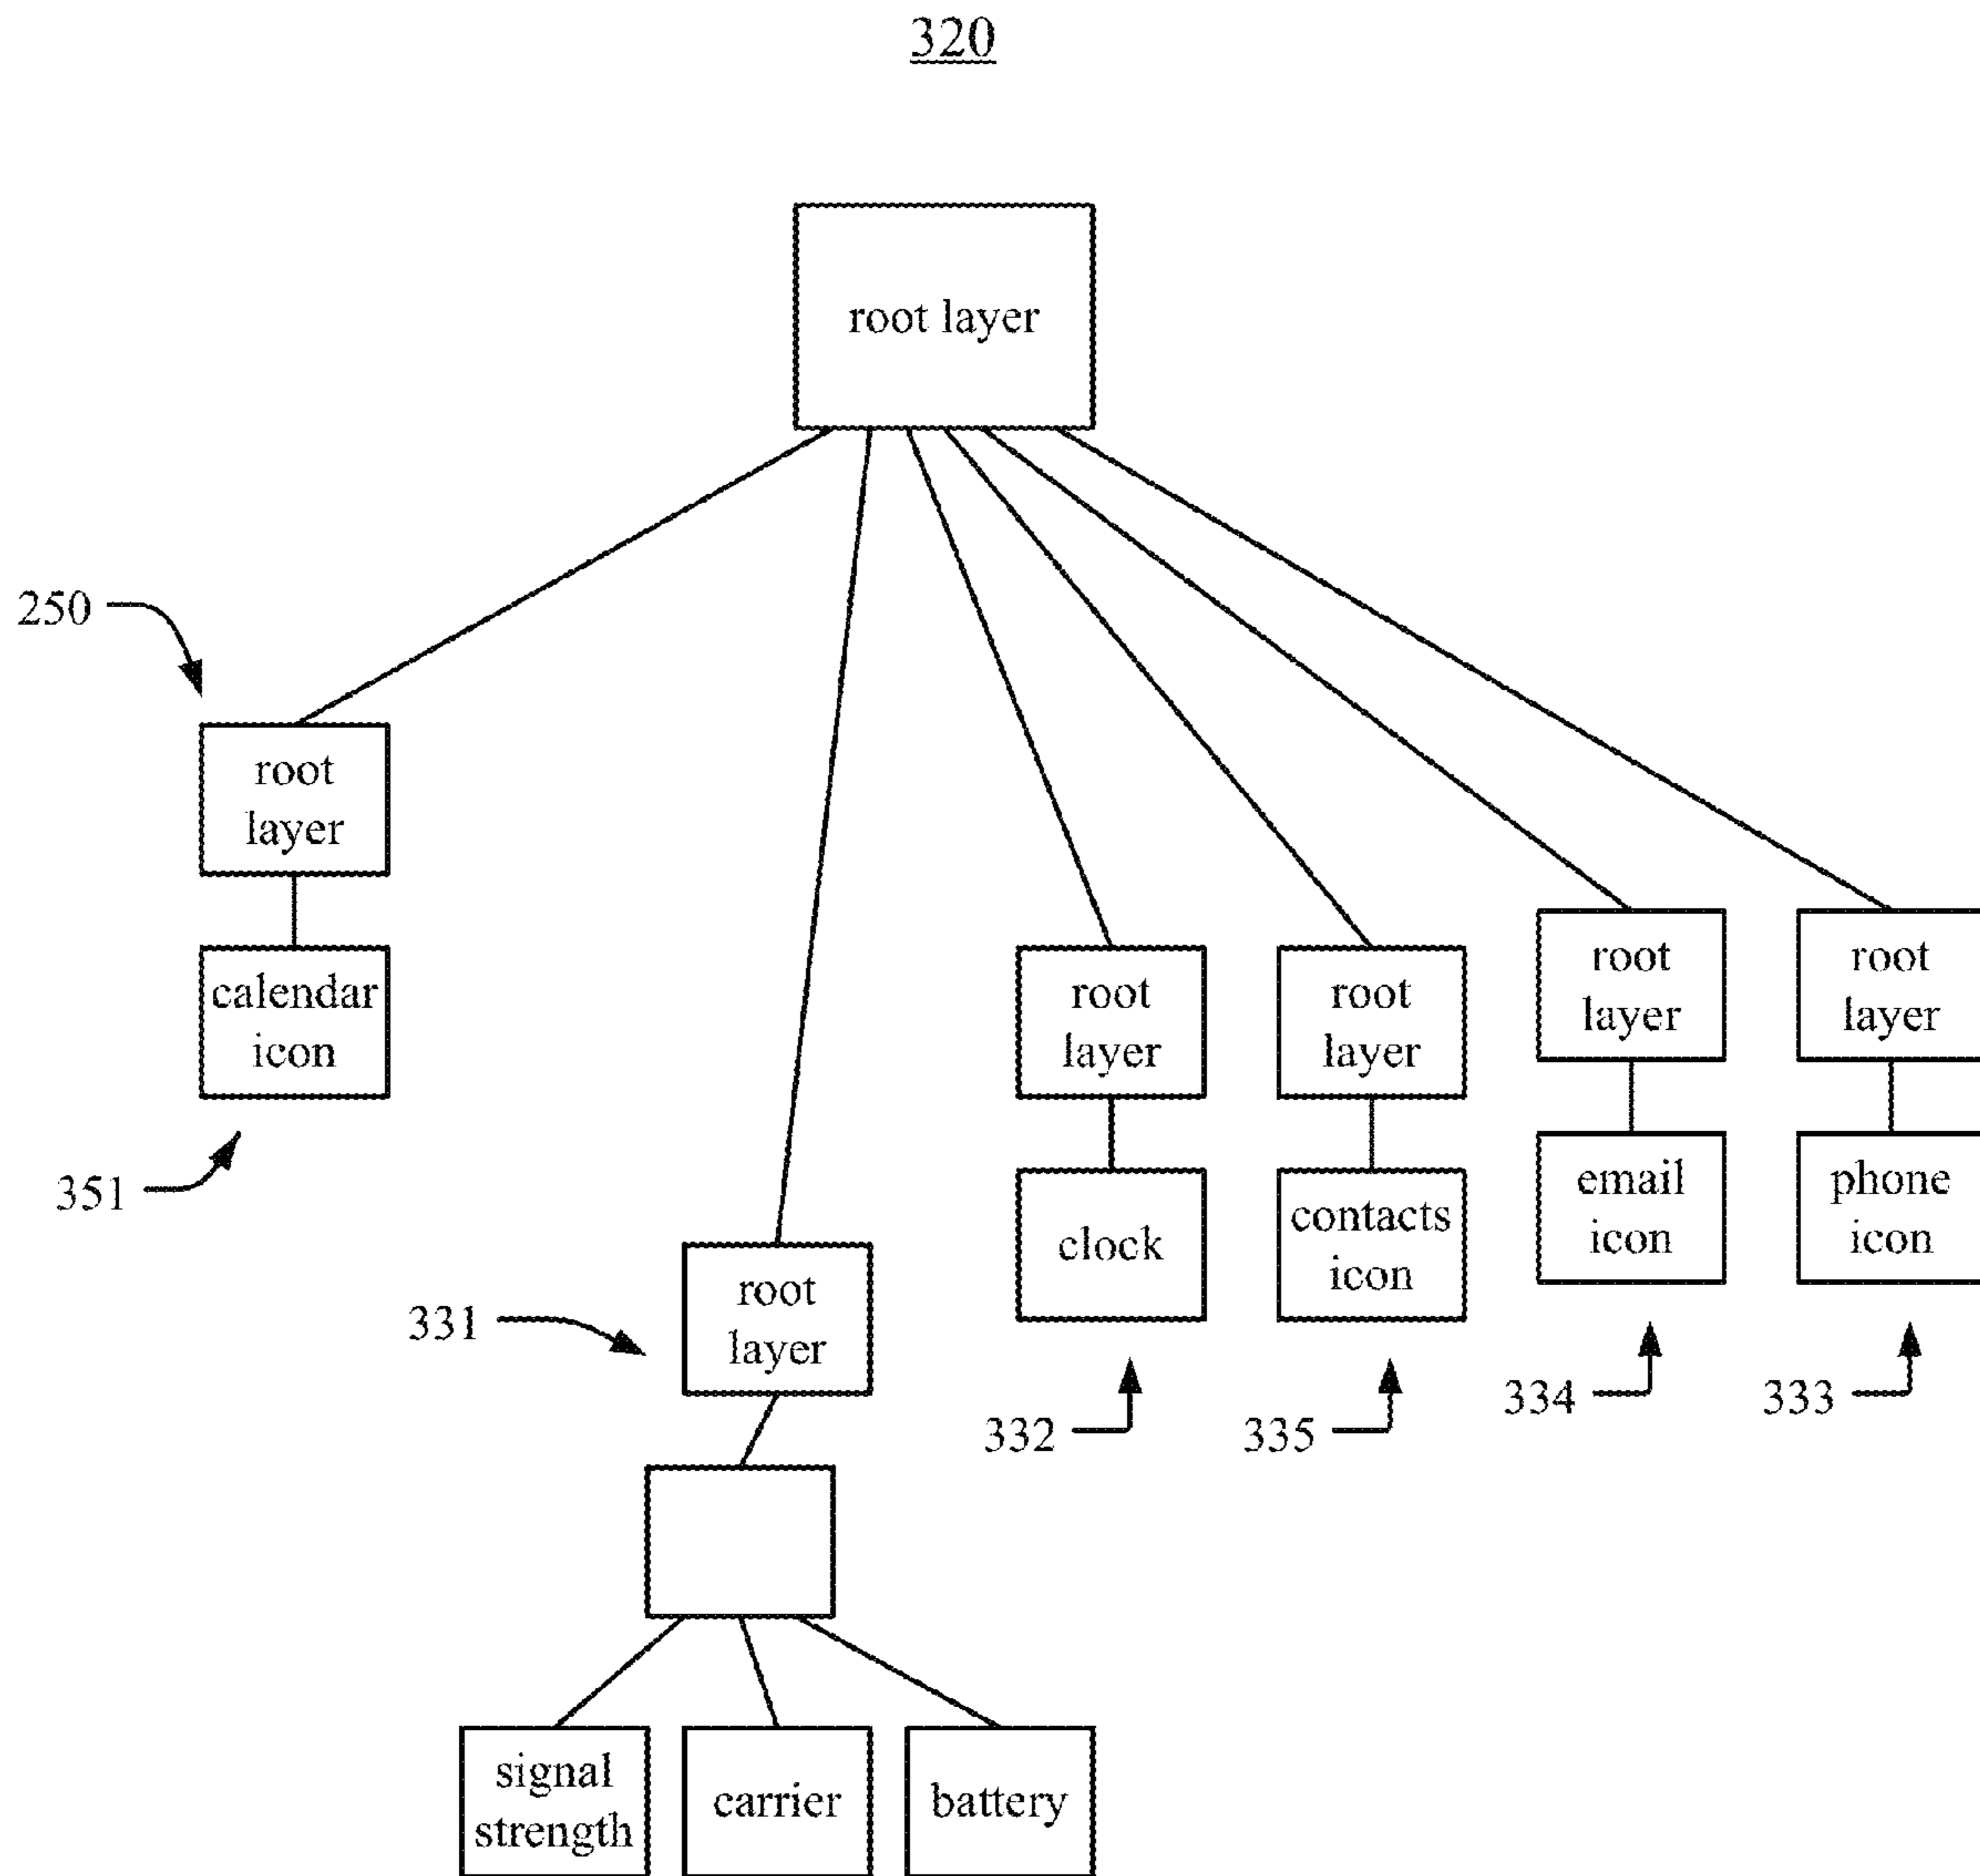 320
root layer
250
root
layer
calendar
icon
351
root
layer
email
icon
334
root
layer
phone
icon
333
root
layer
clock
332
root
layer
contacts
icon
335
331
root
layer
signal
strength
carrier
battery